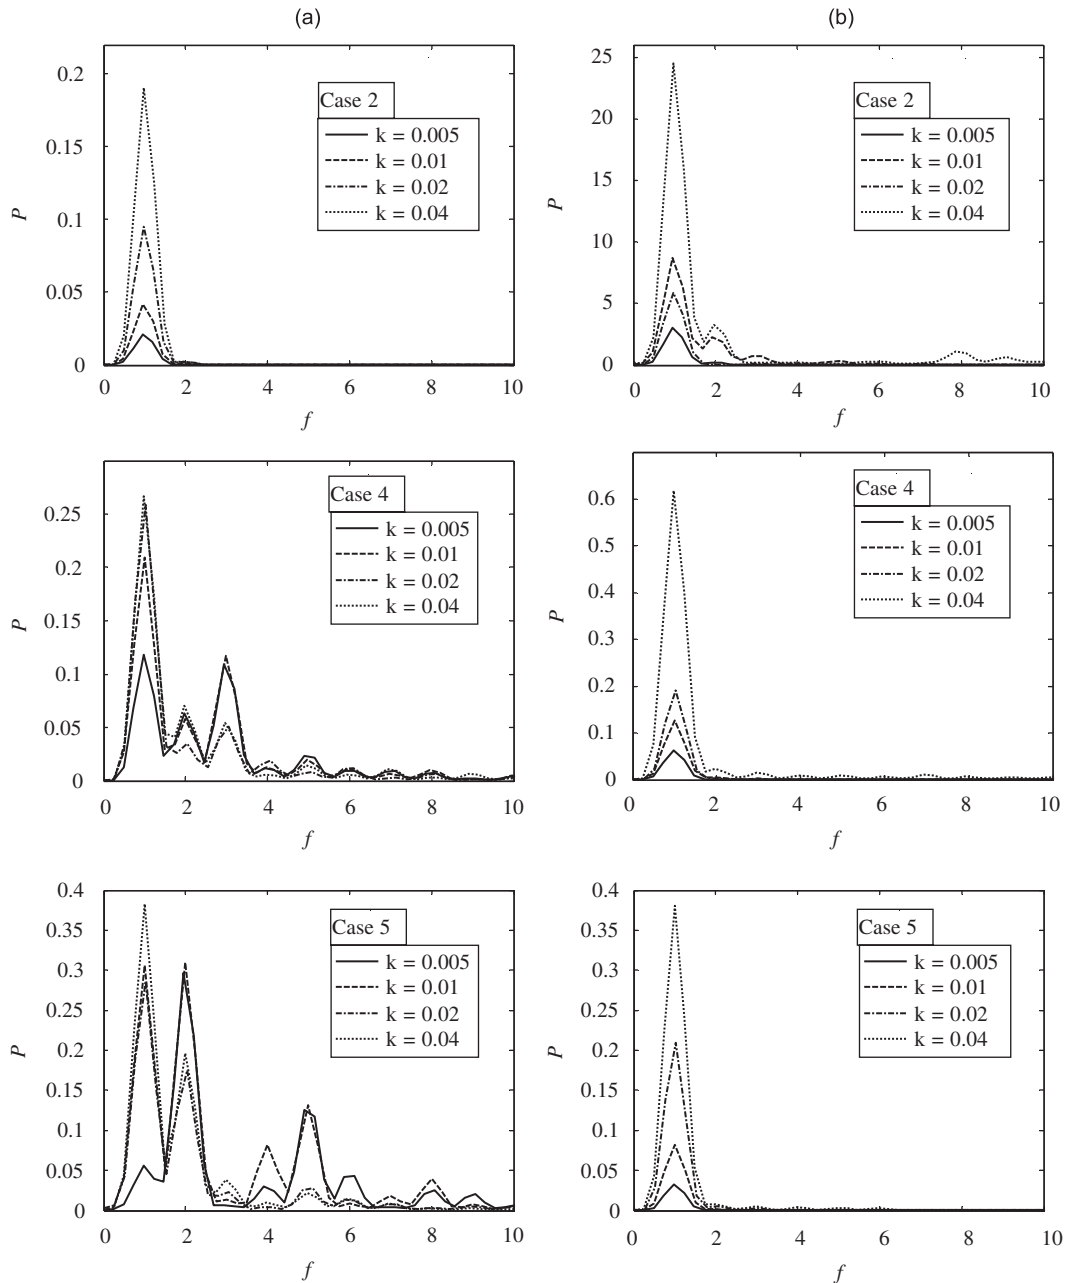 (a)
(b)
0.2
0.15
0.1
0.05
0
P
0 2 4 6 8 10
f
Case 2
k = 0.005
k = 0.01
k = 0.02
k = 0.04
25
20
15
10
5
0
P
0 2 4 6 8 10
f
Case 2
k = 0.005
k = 0.01
k = 0.02
k = 0.04
0.25
0.2
0.15
0.1
0.05
0
P
0 2 4 6 8 10
f
Case 4
k = 0.005
k = 0.01
k = 0.02
k = 0.04
0.6
0.5
0.4
0.3
0.2
0.1
0
P
0 2 4 6 8 10
f
Case 4
k = 0.005
k = 0.01
k = 0.02
k = 0.04
0.4
0.35
0.3
0.25
0.2
0.15
0.1
0.05
0
P
0 2 4 6 8 10
f
Case 5
k = 0.005
k = 0.01
k = 0.02
k = 0.04
0.4
0.35
0.3
0.25
0.2
0.15
0.1
0.05
0
P
0 2 4 6 8 10
f
Case 5
k = 0.005
k = 0.01
k = 0.02
k = 0.04